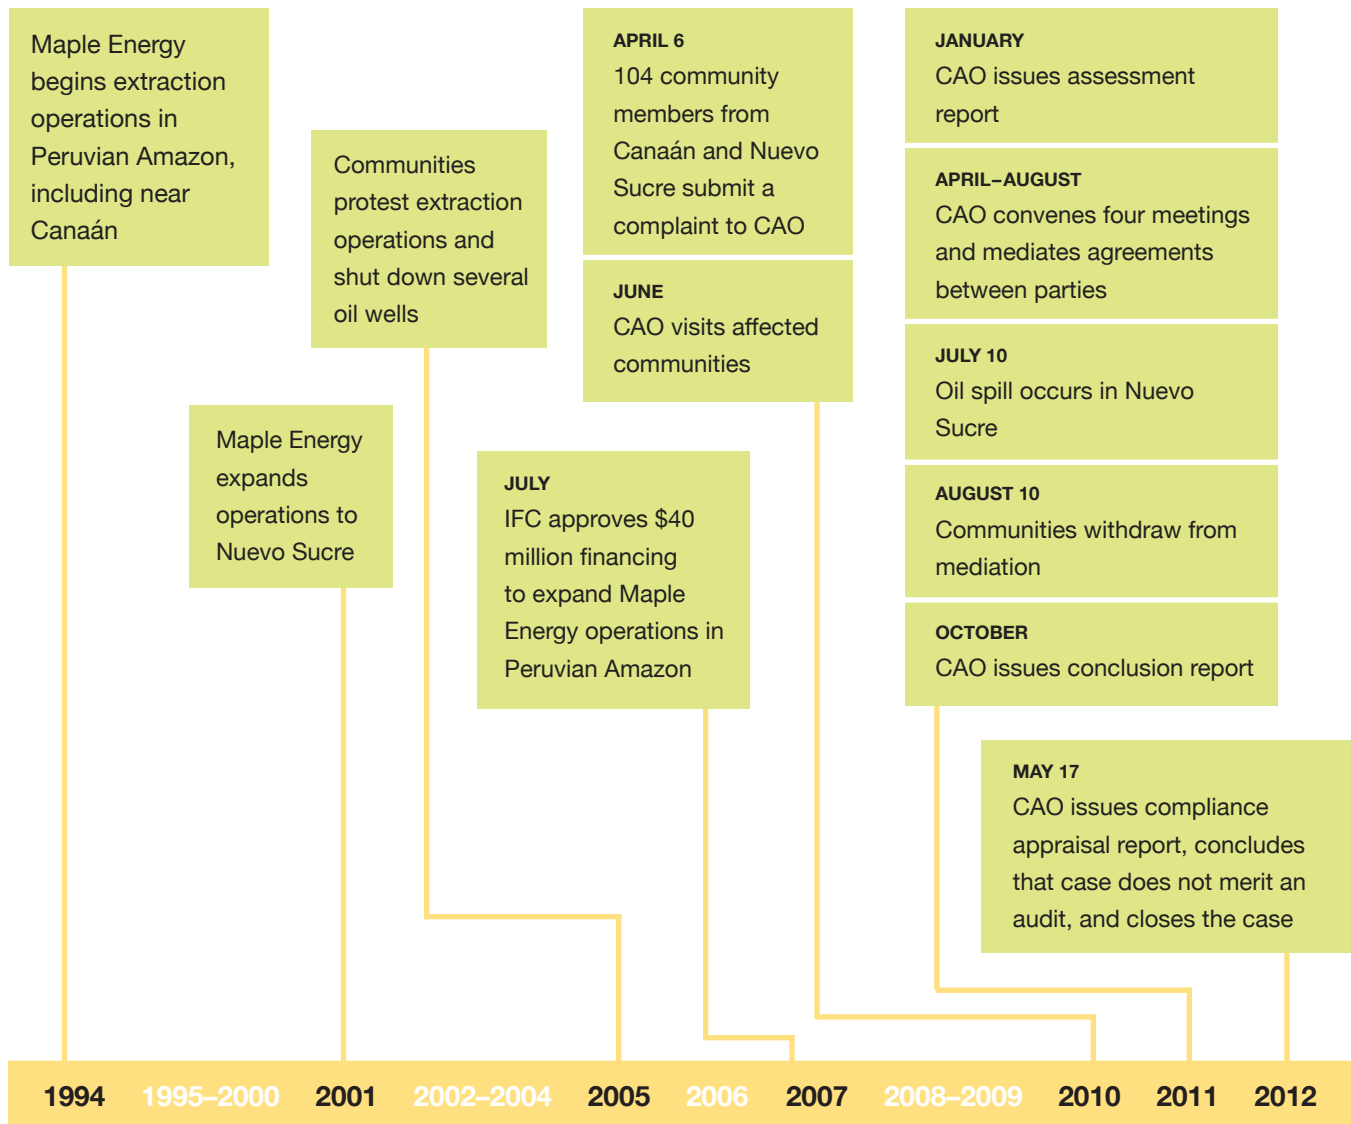 Maple Energy
begins extraction
operations in
Peruvian Amazon,
including near
Canaán
Maple Energy
expands
operations to
Nuevo Sucre
Communities
protest extraction
operations and
shut down several
oil wells
JULY
IFC approves $40
million financing
to expand Maple
Energy operations in
Peruvian Amazon
APRIL 6
104 community
members from
Canaán and Nuevo
Sucre submit a
complaint to CAO
JUNE
CAO visits affected
communities
JANUARY
CAO issues assessment
report
APRIL–AUGUST
CAO convenes four meetings
and mediates agreements
between parties
JULY 10
Oil spill occurs in Nuevo
Sucre
AUGUST 10
Communities withdraw from
mediation
OCTOBER
CAO issues conclusion report
MAY 17
CAO issues compliance
appraisal report, concludes
that case does not merit an
audit, and closes the case
1994 1995–2000 2001 2002–2004 2005 2006 2007 2008–2009 2010 2011 2012